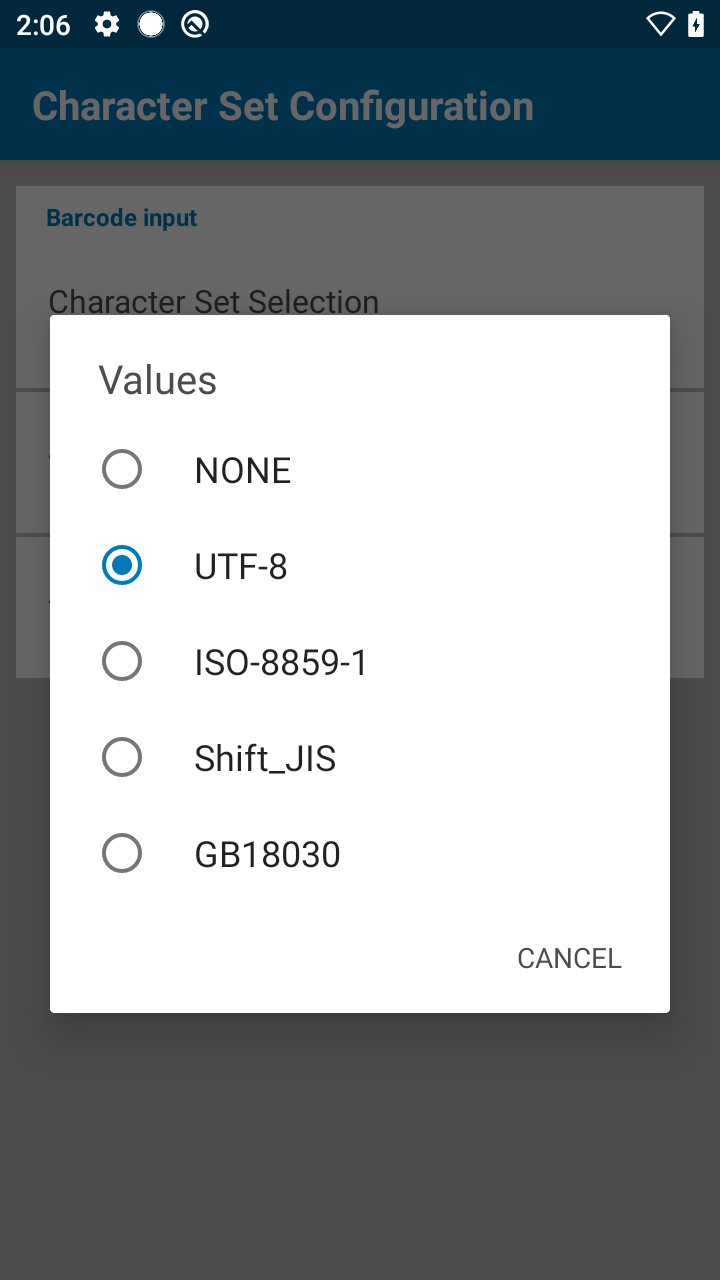 2:06
Character Set Configuration
Barcode input
Character Set Selection
Values
NONE
UTF-8
ISO-8859-1
Shift_JIS
GB18030
CANCEL